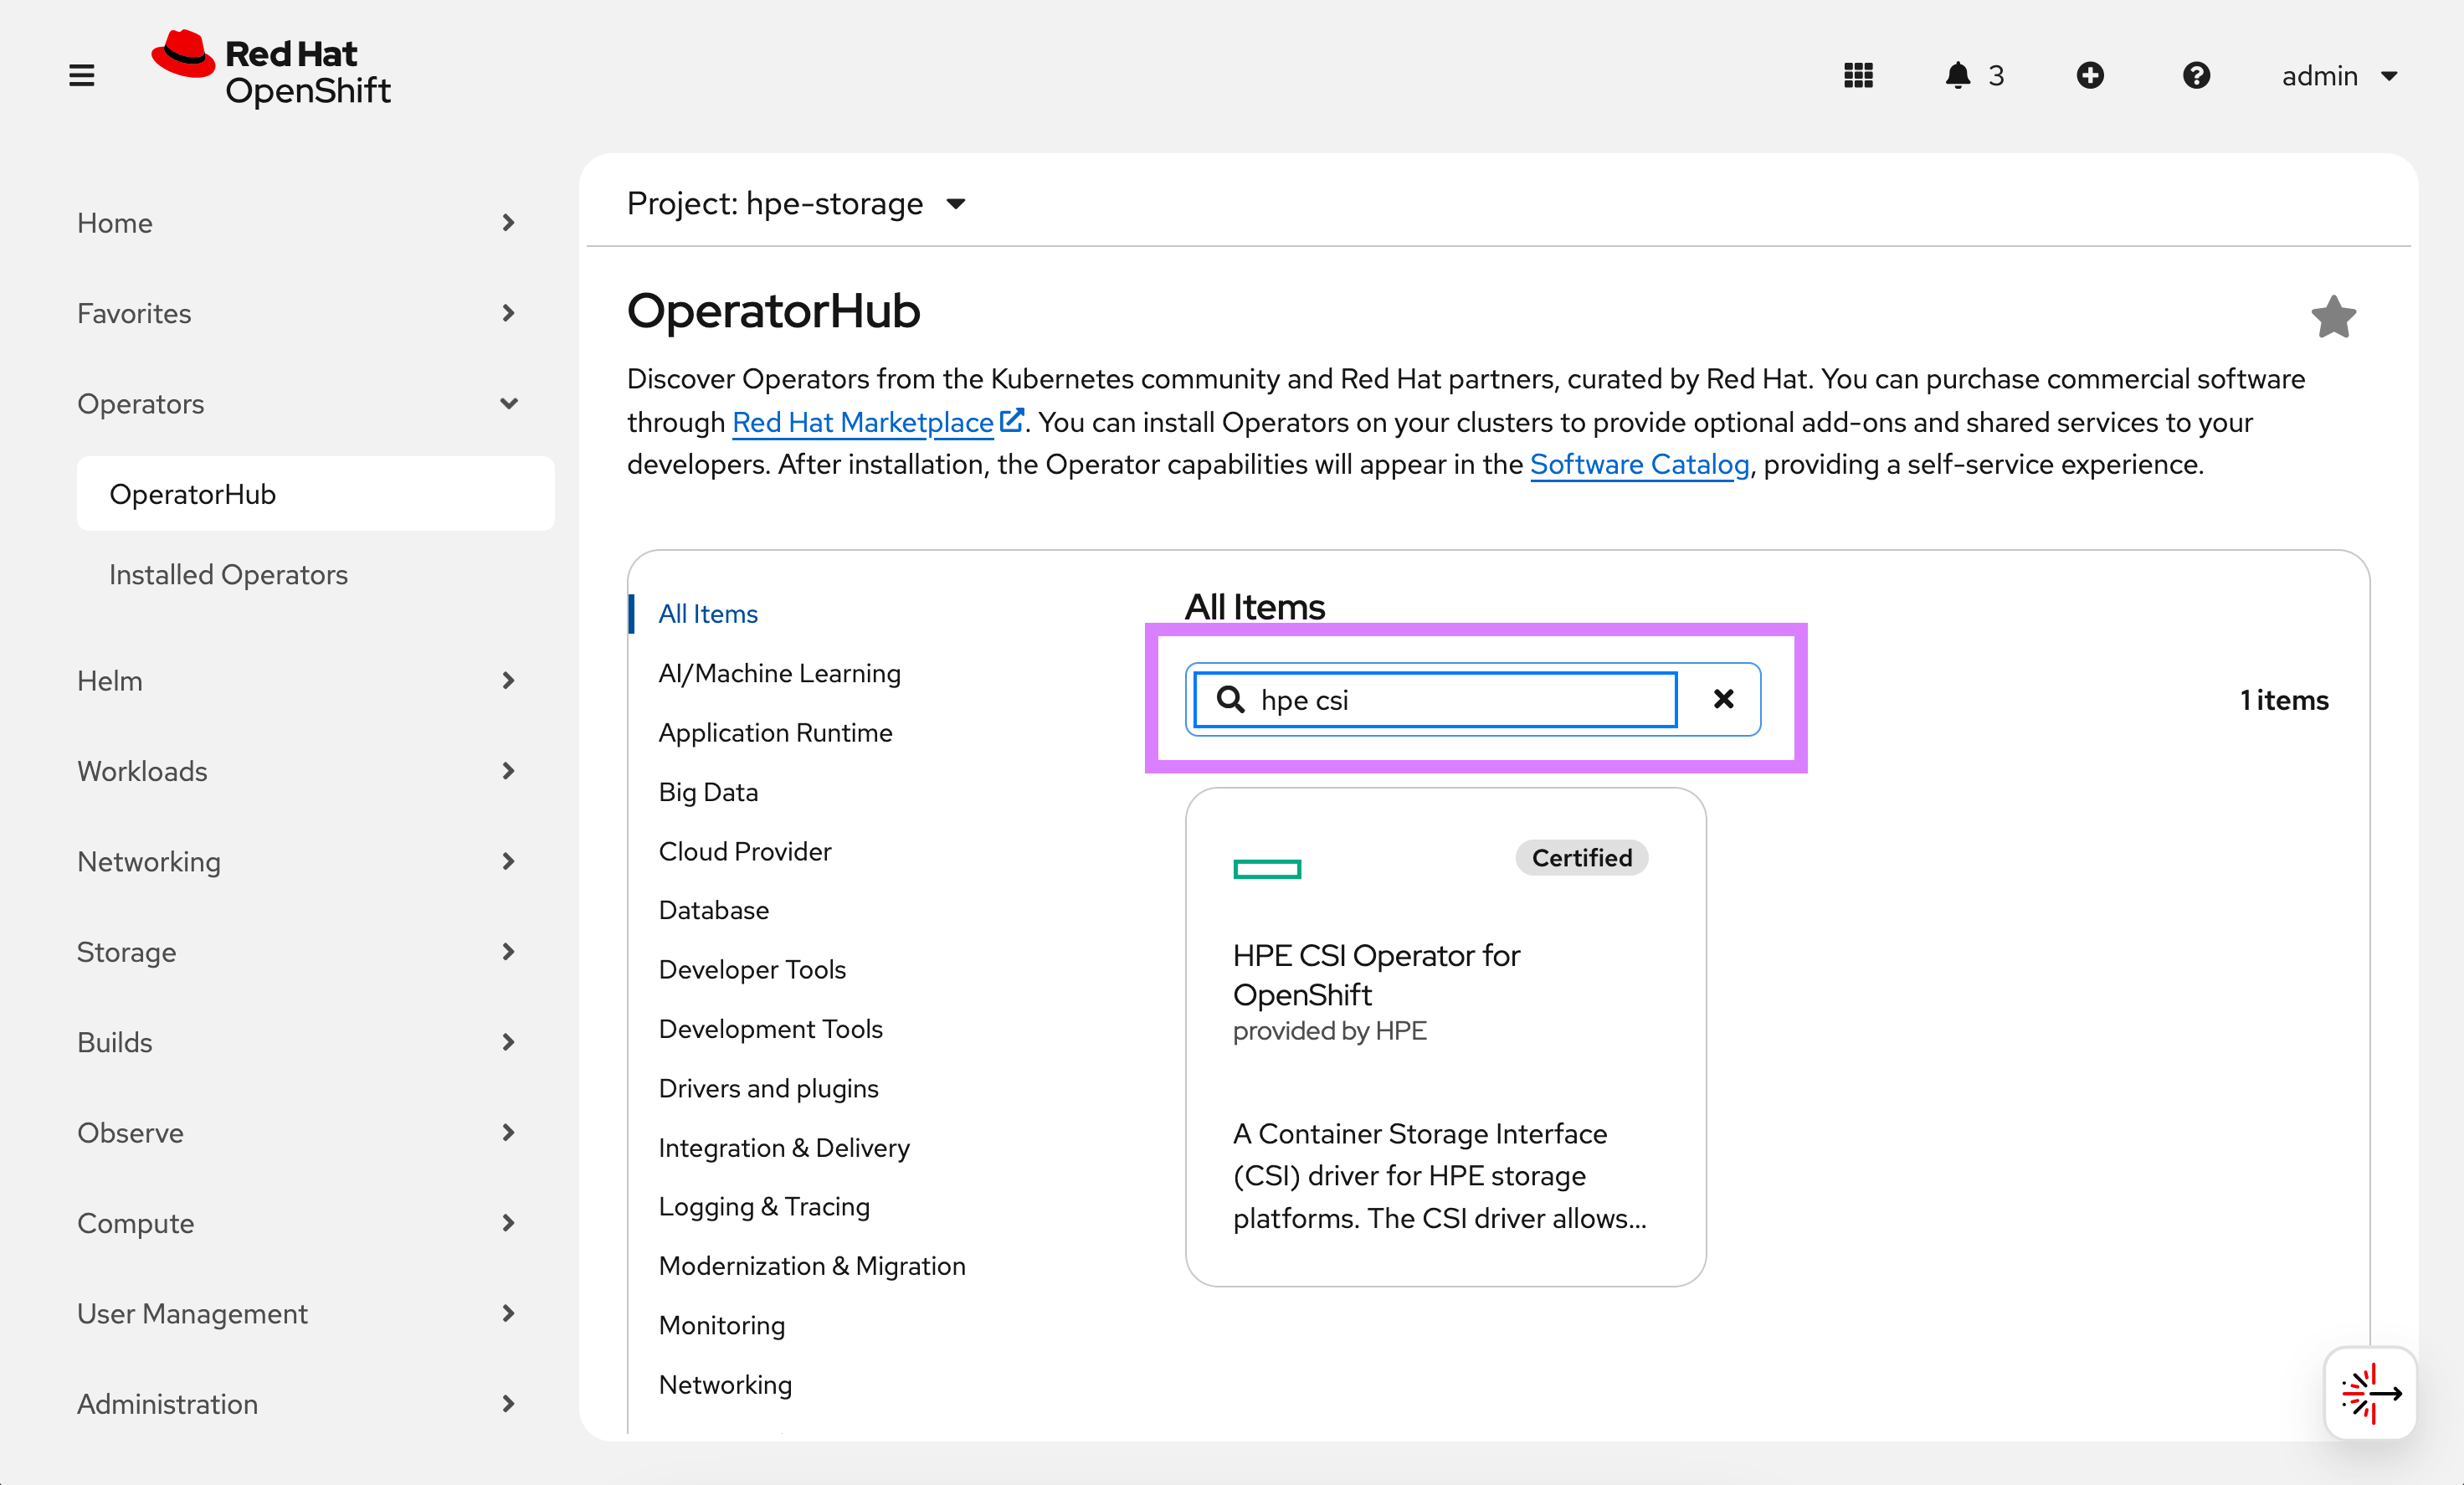 Red Hat
OpenShift
3
admin
Home
Favorites
Operators
OperatorHub
Installed Operators
Helm
Workloads
Networking
Storage
Builds
Observe
Compute
User Management
Administration
Project: hpe-storage
OperatorHub
Discover Operators from the Kubernetes community and Red Hat partners, curated by Red Hat. You can purchase commercial software
through Red Hat Marketplace. You can install Operators on your clusters to provide optional add-ons and shared services to your
developers. After installation, the Operator capabilities will appear in the Software Catalog, providing a self-service experience.
All Items
AI/Machine Learning
Application Runtime
Big Data
Cloud Provider
Database
Developer Tools
Development Tools
Drivers and plugins
Integration & Delivery
Logging & Tracing
Modernization & Migration
Monitoring
Networking
All Items
hpe csi
1 items
Certified
HPE CSI Operator for
OpenShift
provided by HPE
A Container Storage Interface
(CSI) driver for HPE storage
platforms. The CSI driver allows...